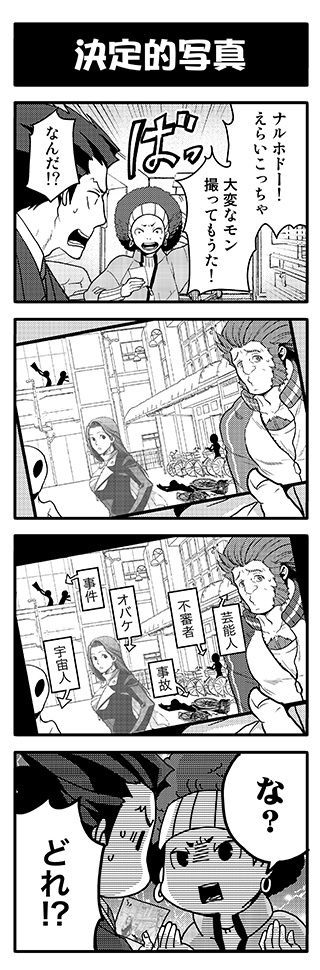 決定的写真
ナルホドー！
えらいこっちゃ
ばっ
大変なモン
撮ってもうた！
なんだ！？
芸能人
不審者
事故
オバケ
事件
宇宙人
な？
どれ！？